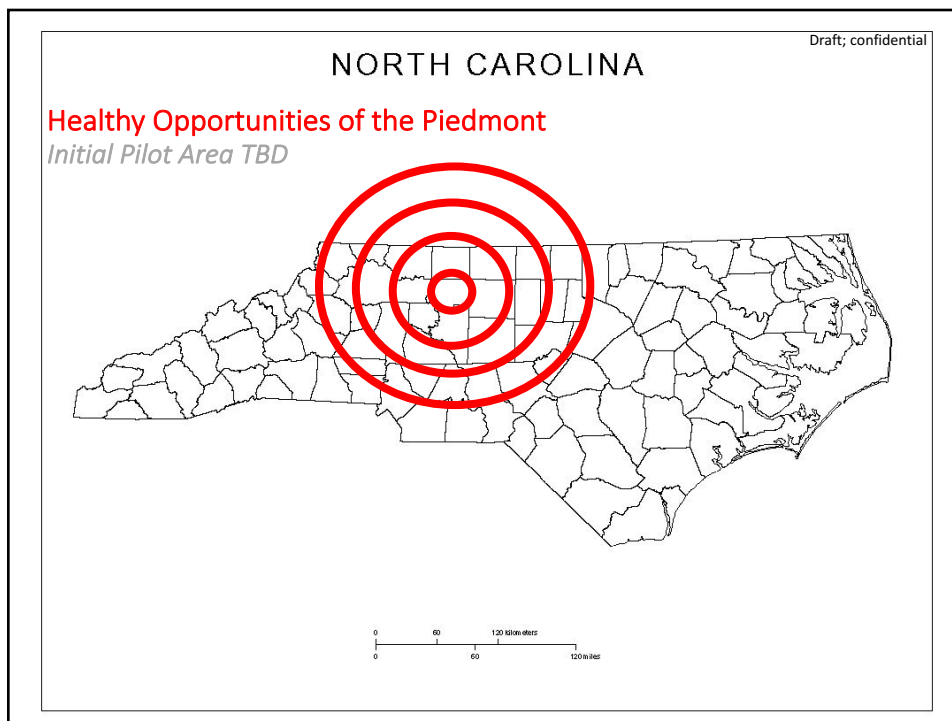 Draft; confidential
NORTH CAROLINA
Healthy Opportunities of the Piedmont
Initial Pilot Area TBD
0 60 120 kilometers
0 60 120 miles